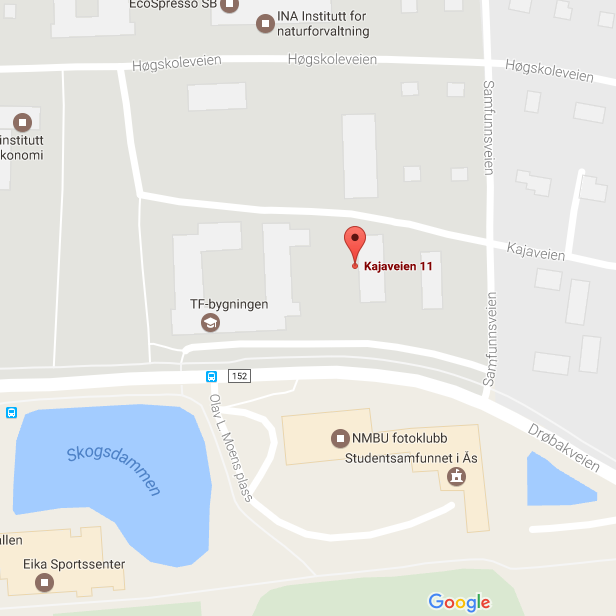 EcoSpresso SB
INA Institutt for
naturforvaltning
Høgskoleveien
Høgskoleveien
Høgskoleveien
Samfunnsveien
institutt
konomi
Kajaveien
Kajaveien 11
TF-bygningen
Samfunnsveien
152
Olav L. Moens plass
Drøbakveien
NMBU fotoklubb
Studentsamfunnet i Ås
Skogsdammen
allen
Eika Sportssenter
Google